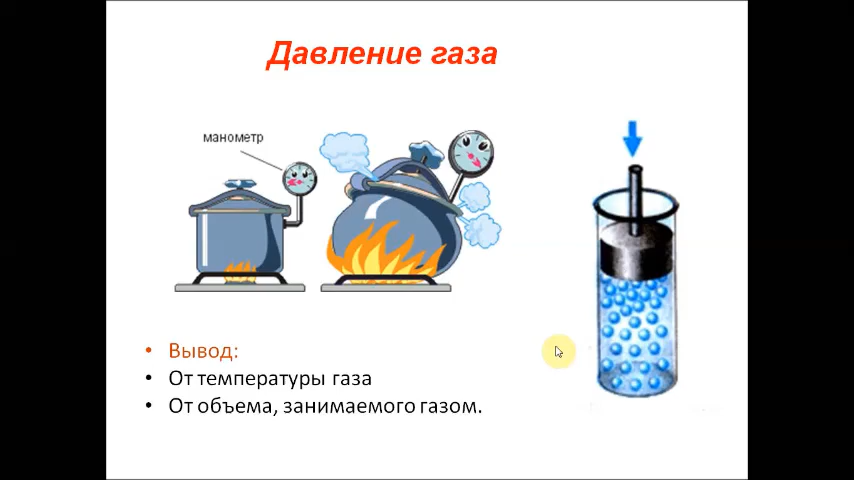 Давление газа
манометр
Вывод:
От температуры газа
От объема, занимаемого газом.